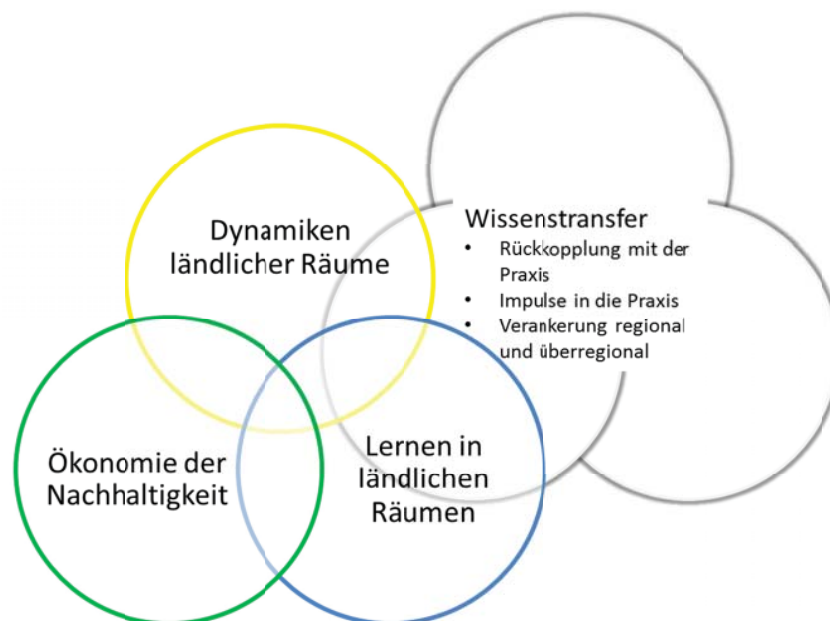 Dynamiken
ländlicher Räume
Wissenstransfer
• Rückkopplung mit der
Praxis
• Impulse in die Praxis
• Verankerung regional
und überregional
Ökonomie der
Nachhaltigkeit
Lernen in
ländlichen
Räumen